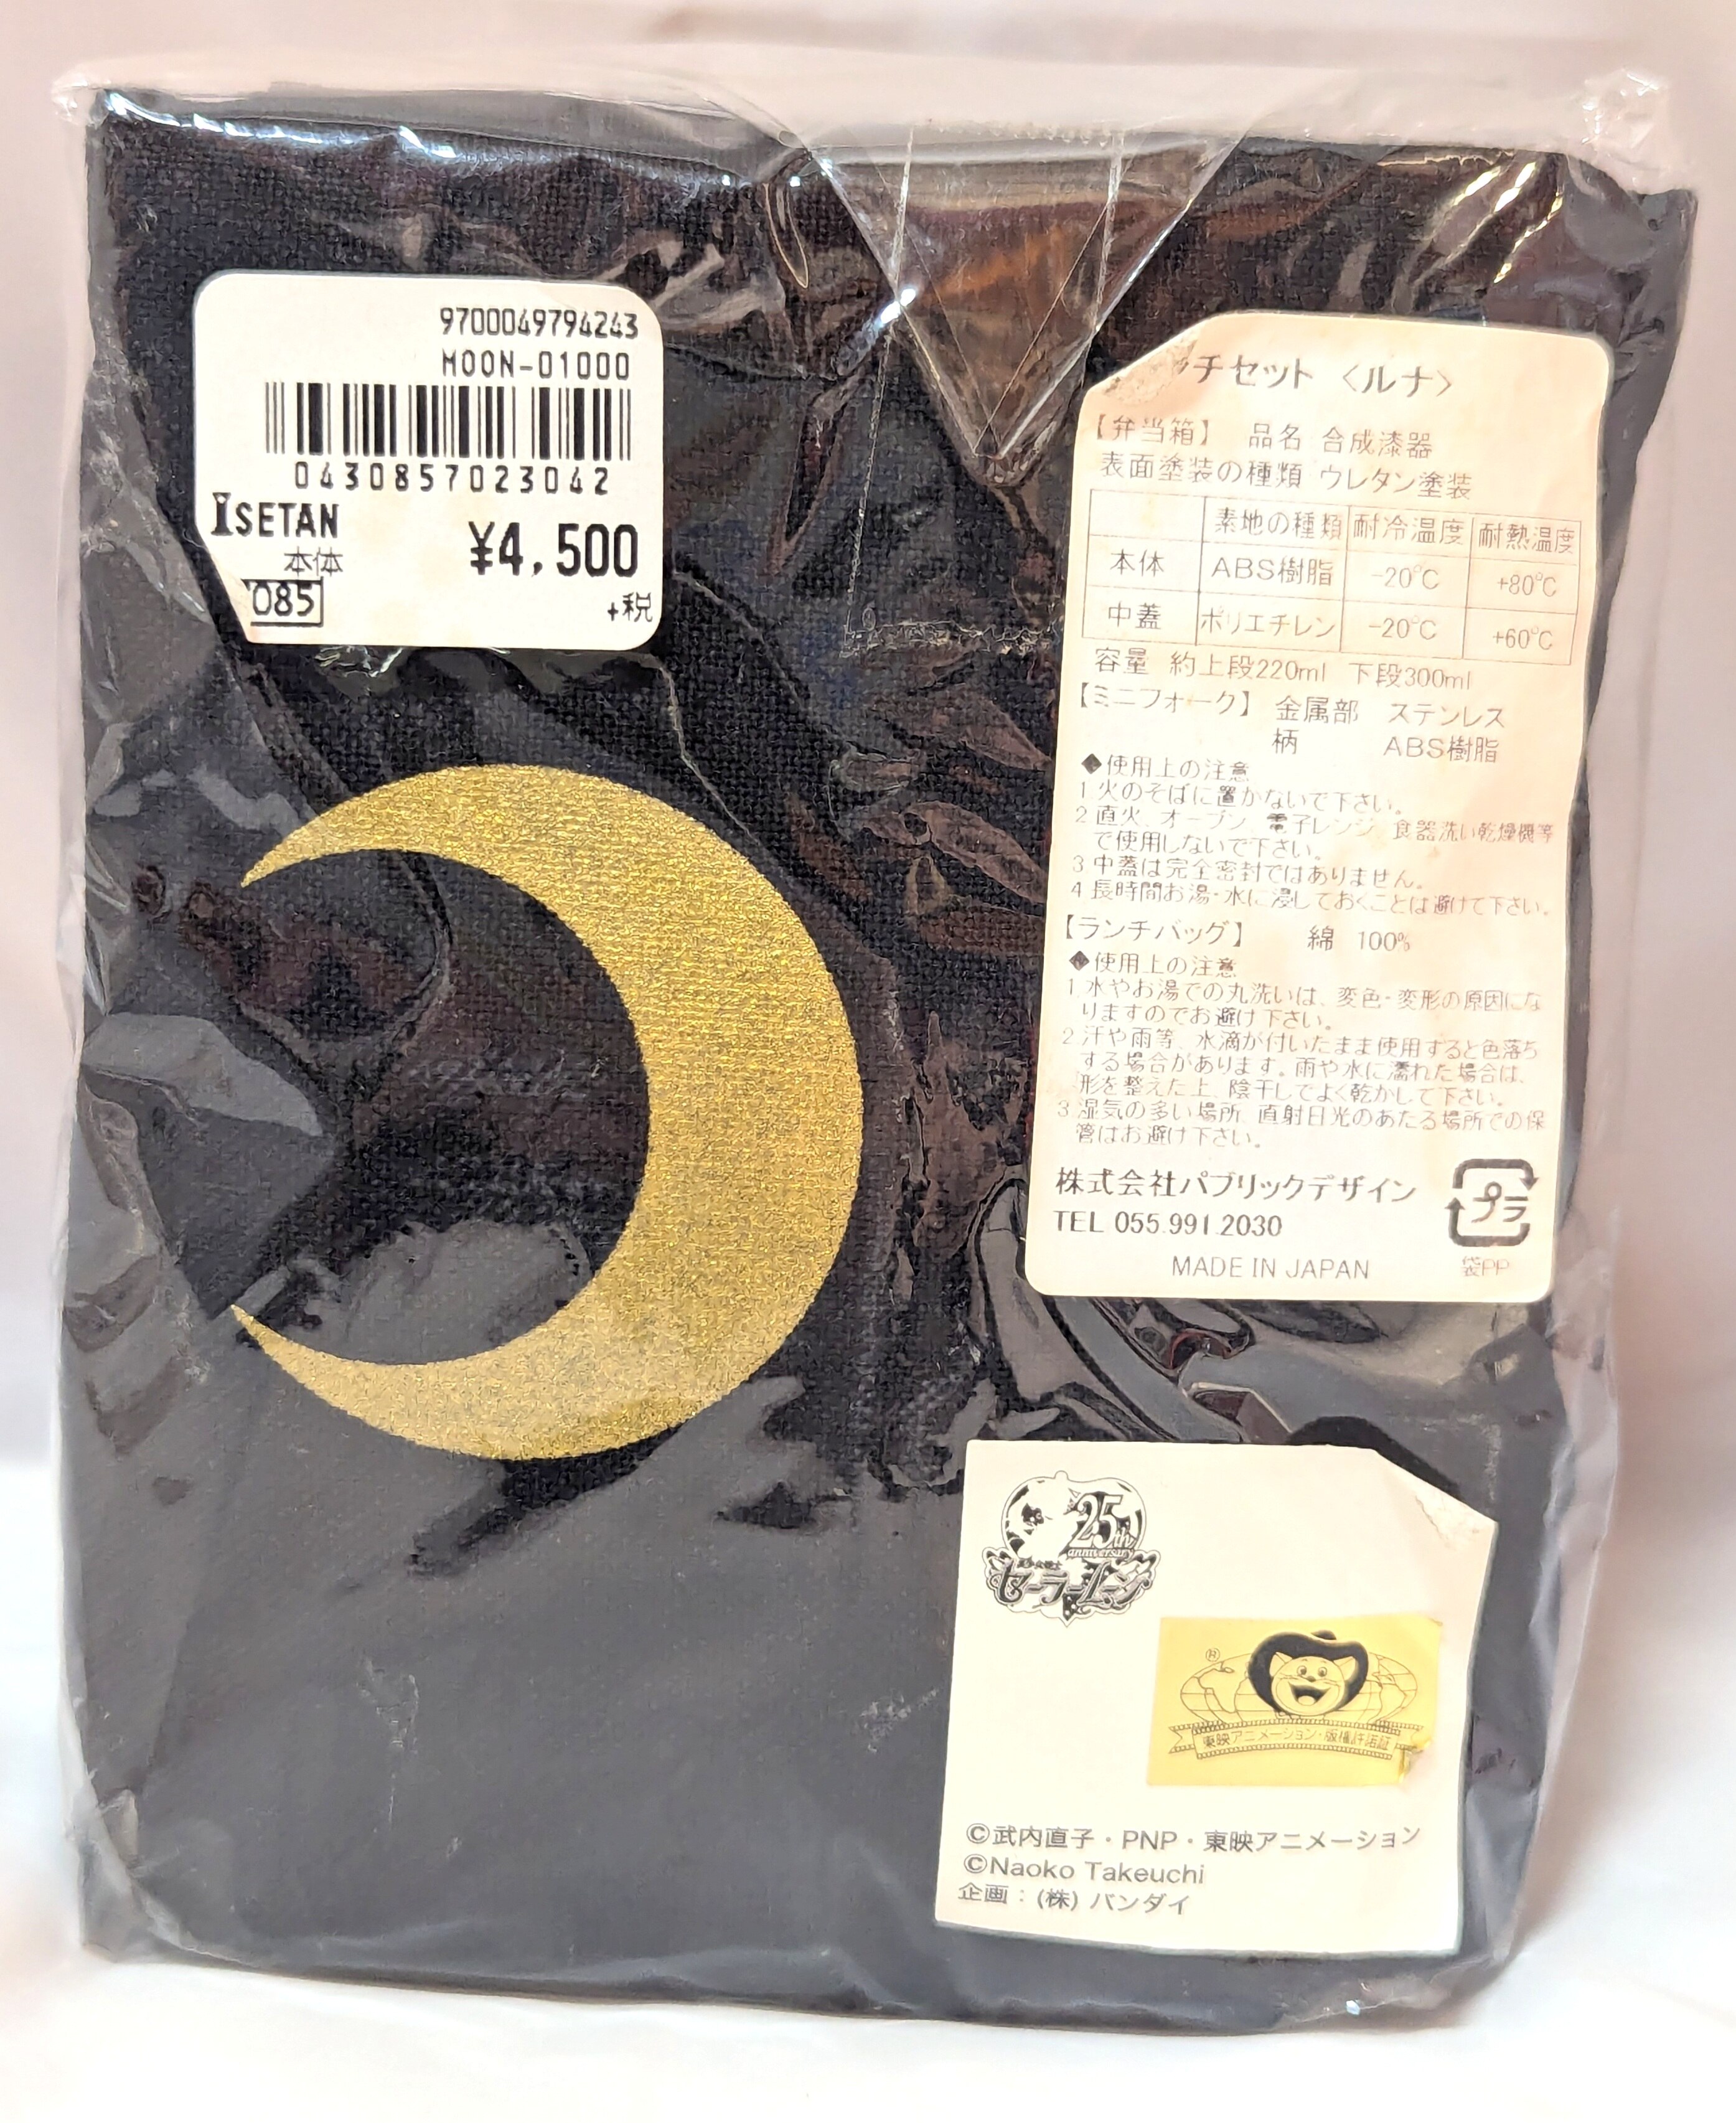 9700049794243
MOON-01000
0430857023042
ISETAN
本体 ¥4,500
085 +税
チセット〈ルナ〉
【弁当箱】 品名 合成漆器
表面塗装の種類 ウレタン塗装
素地の種類 耐冷温度 耐熱温度
本体 ABS樹脂 -20℃ +80℃
中蓋 ポリエチレン -20℃ +60℃
容量 約上段220ml 下段300ml
【ミニフォーク】 金属部 ステンレス
柄 ABS樹脂
◆使用上の注意
1 火のそばに置かないで下さい。
2 直火、オーブン、電子レンジ、食器洗い乾燥機等
で使用しないで下さい。
3 中蓋は完全密封ではありません。
4 長時間お湯・水に浸しておくことは避けて下さい。
【ランチバッグ】 綿 100%
◆使用上の注意
1 水やお湯での丸洗いは、変色・変形の原因にな
りますのでお避け下さい。
2 汗や雨等、水滴が付いたまま使用すると色落ち
する場合があります。雨や水に濡れた場合は、
形を整えた上、陰干しでよく乾かして下さい。
3 湿気の多い場所、直射日光のあたる場所での保
管はお避け下さい。
株式会社パブリックデザイン
TEL 055.991.2030
プラ
MADE IN JAPAN 袋PP
25th
anniversary
美少女戦士
セーラームーン
®
東映アニメーション・版権許諾証
©武内直子・PNP・東映アニメーション
©Naoko Takeuchi
企画：(株) バンダイ